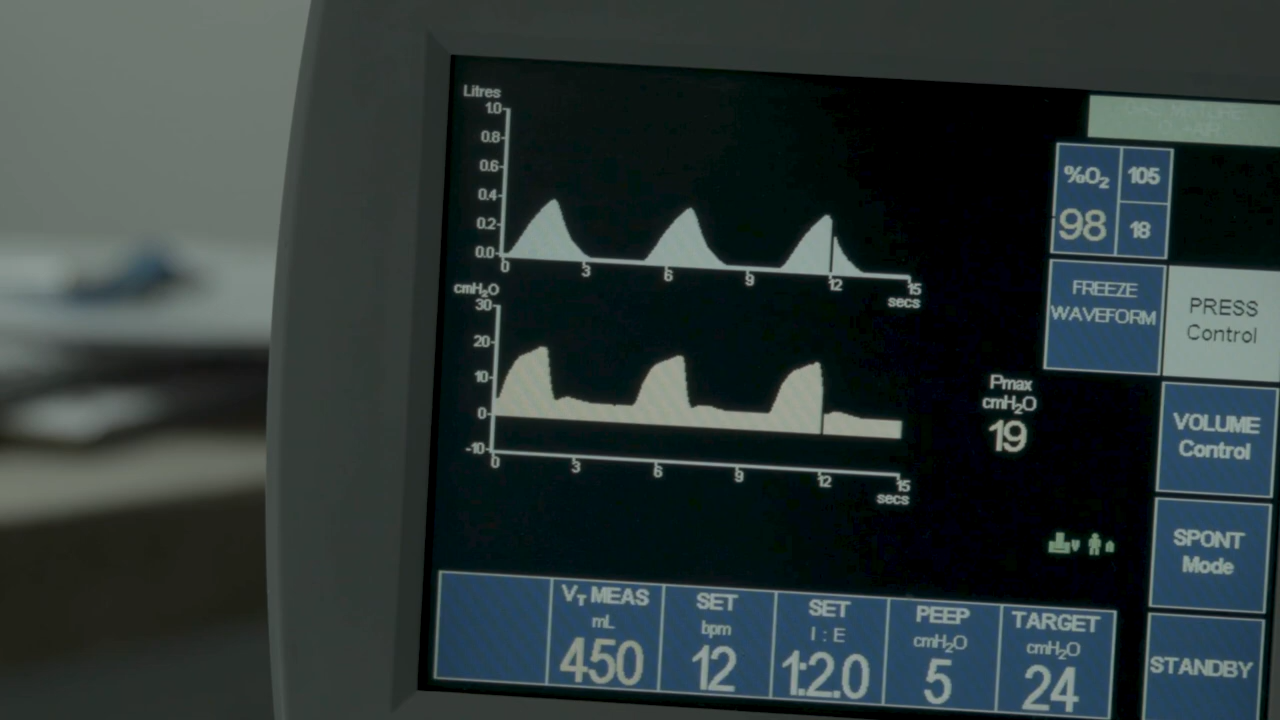 Litres
1.0
0.8
0.6
0.4
0.2
0.0
0 3 6 9 12 15
secs
cmH₂O
30
20
10
0
-10
0 3 6 9 12 15
secs
%O₂ 105
98 18
FREEZE
WAVEFORM
PRESS
Control
Pmax
cmH₂O
19
VOLUME
Control
SPONT
Mode
STANDBY
V_T MEAS
mL
450
SET
bpm
12
SET
I : E
1:2.0
PEEP
cmH₂O
5
TARGET
cmH₂O
24